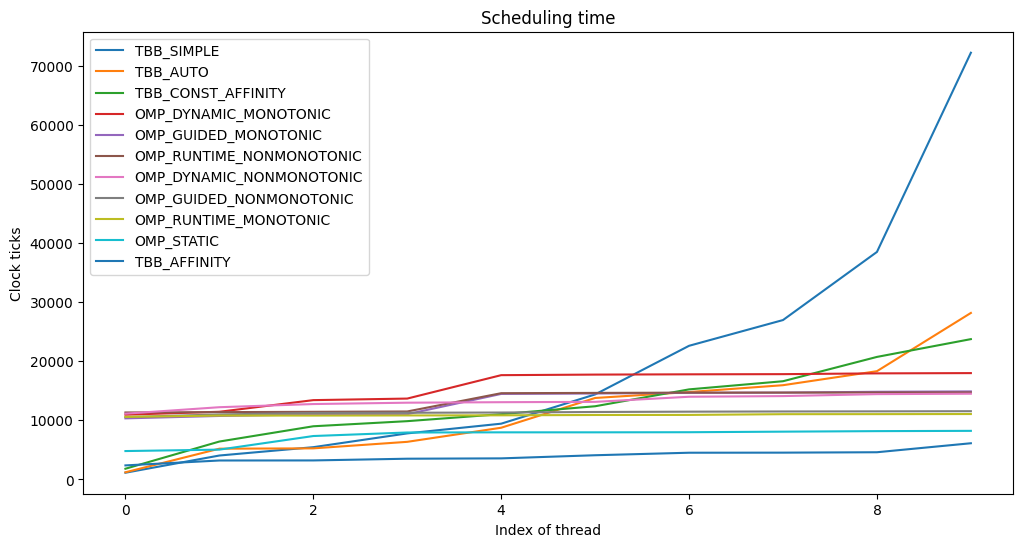 Scheduling time
TBB_SIMPLE
TBB_AUTO
TBB_CONST_AFFINITY
OMP_DYNAMIC_MONOTONIC
OMP_GUIDED_MONOTONIC
OMP_RUNTIME_NONMONOTONIC
OMP_DYNAMIC_NONMONOTONIC
OMP_GUIDED_NONMONOTONIC
OMP_RUNTIME_MONOTONIC
OMP_STATIC
TBB_AFFINITY
70000
60000
50000
40000
30000
20000
10000
0
Clock ticks
0 2 4 6 8
Index of thread